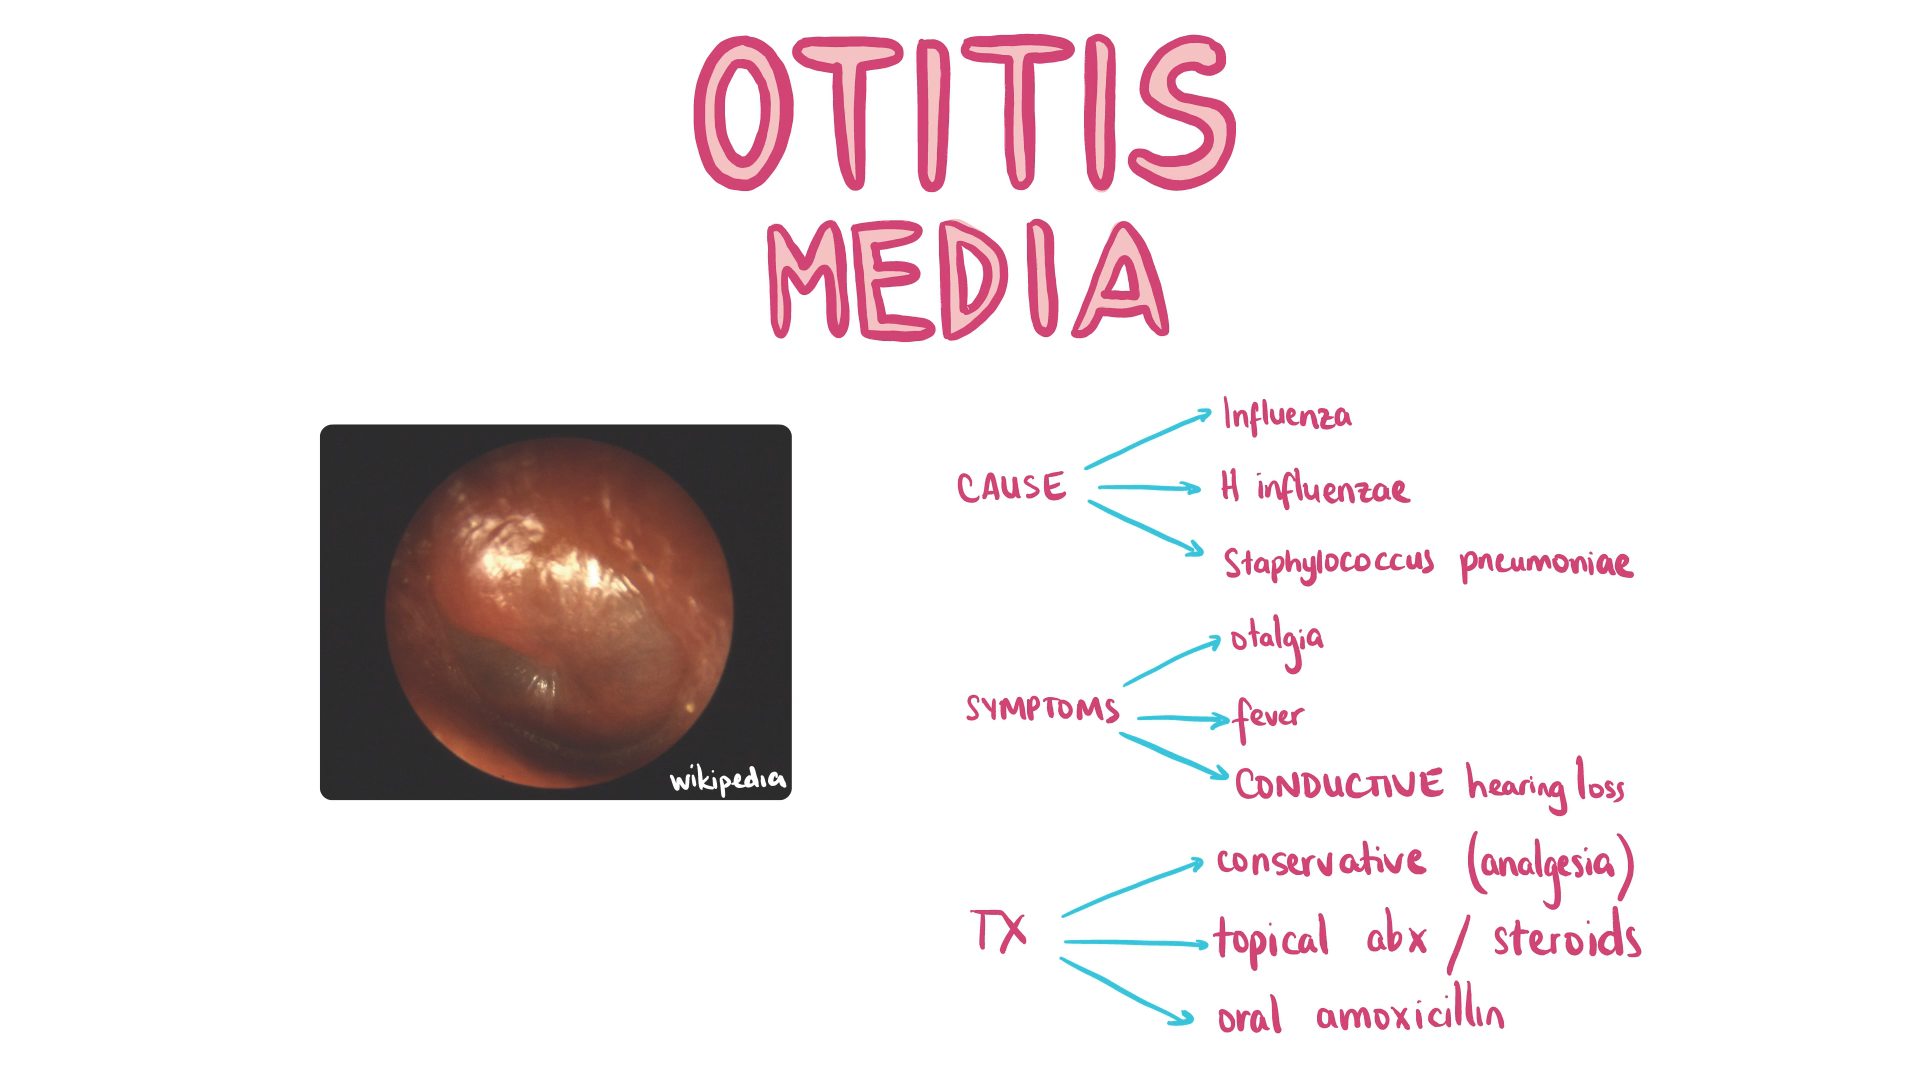 OTITIS
MEDIA
wikipedia
CAUSE
Influenza
H influenzae
Staphylococcus pneumoniae
SYMPTOMS
otalgia
fever
CONDUCTIVE hearing loss
TX
conservative (analgesia)
topical abx / steroids
oral amoxicillin